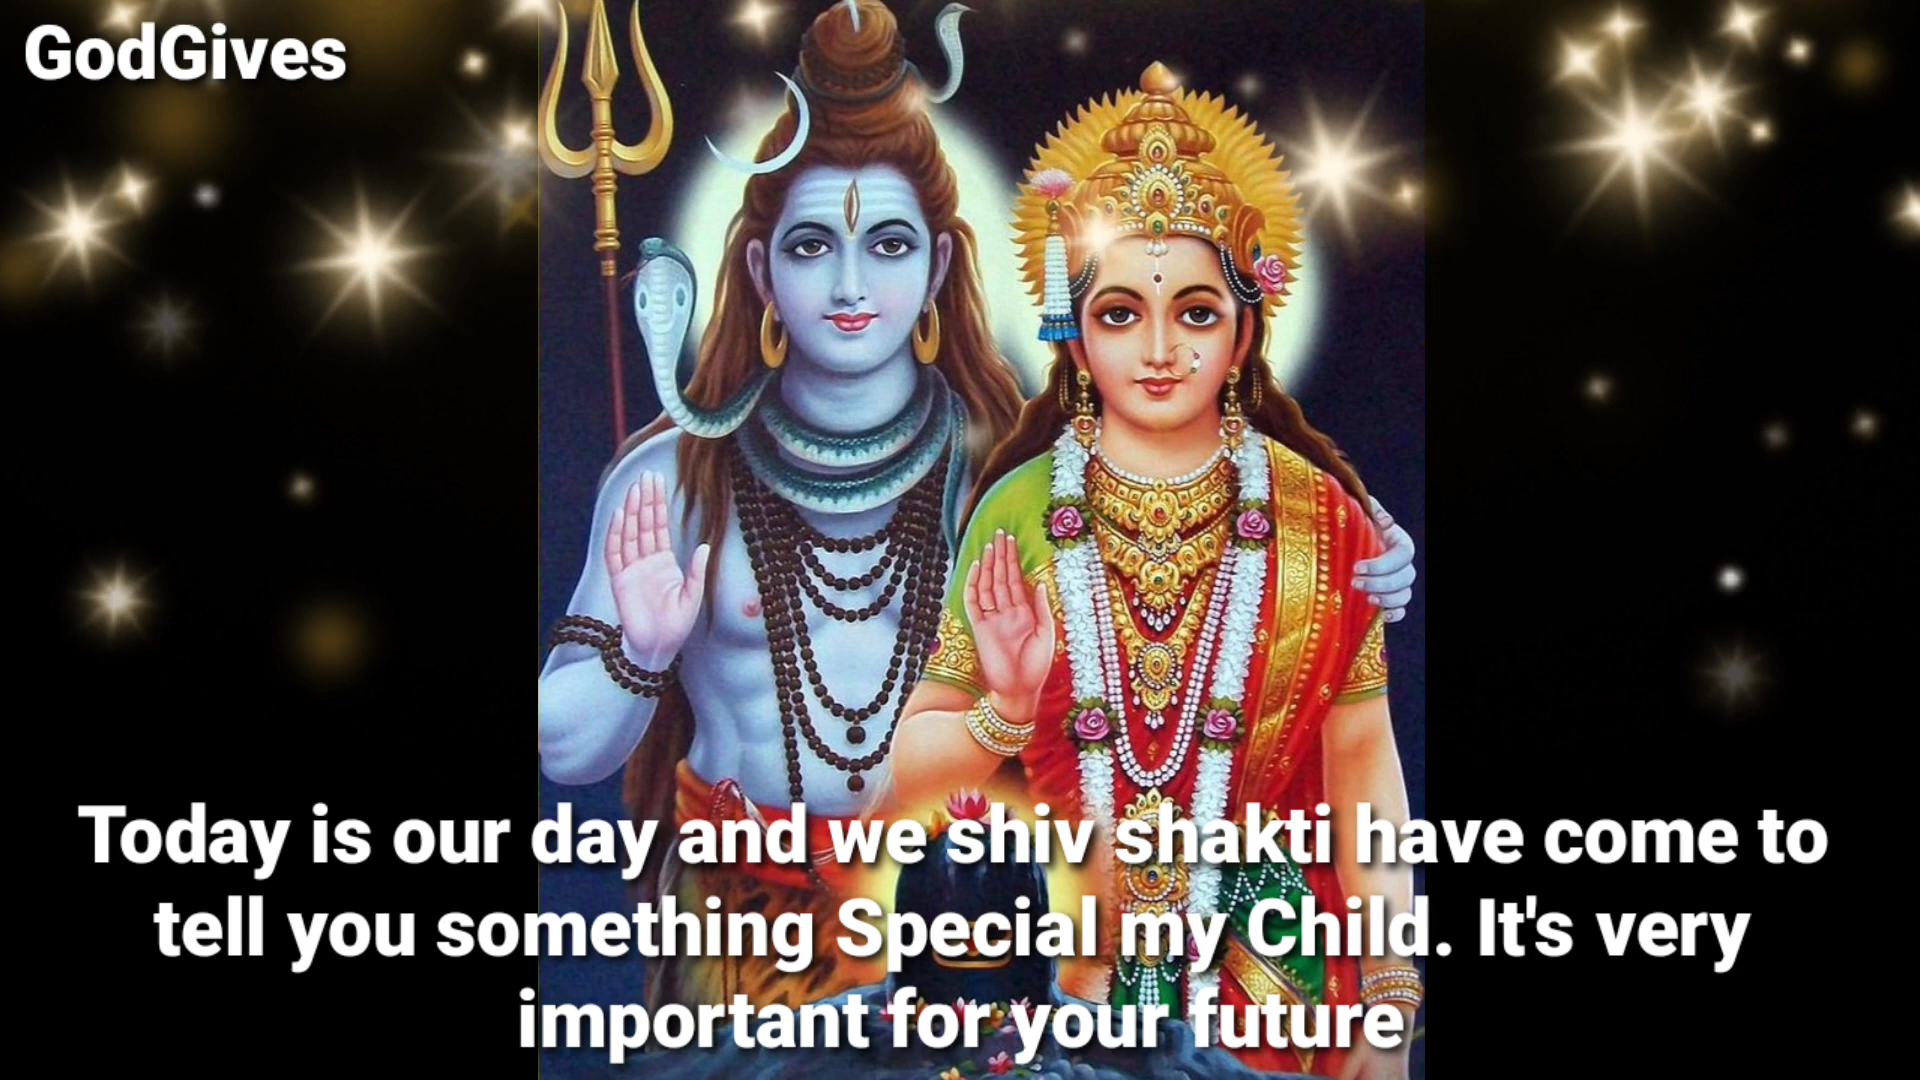 GodGives
Today is our day and we shiv shakti have come to
tell you something Special my Child. It's very
important for your future